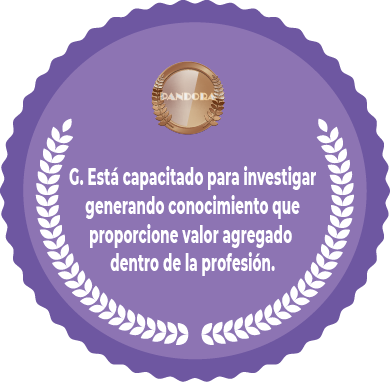 PANDORA
G. Está capacitado para investigar
generando conocimiento que
proporcione valor agregado
dentro de la profesión.